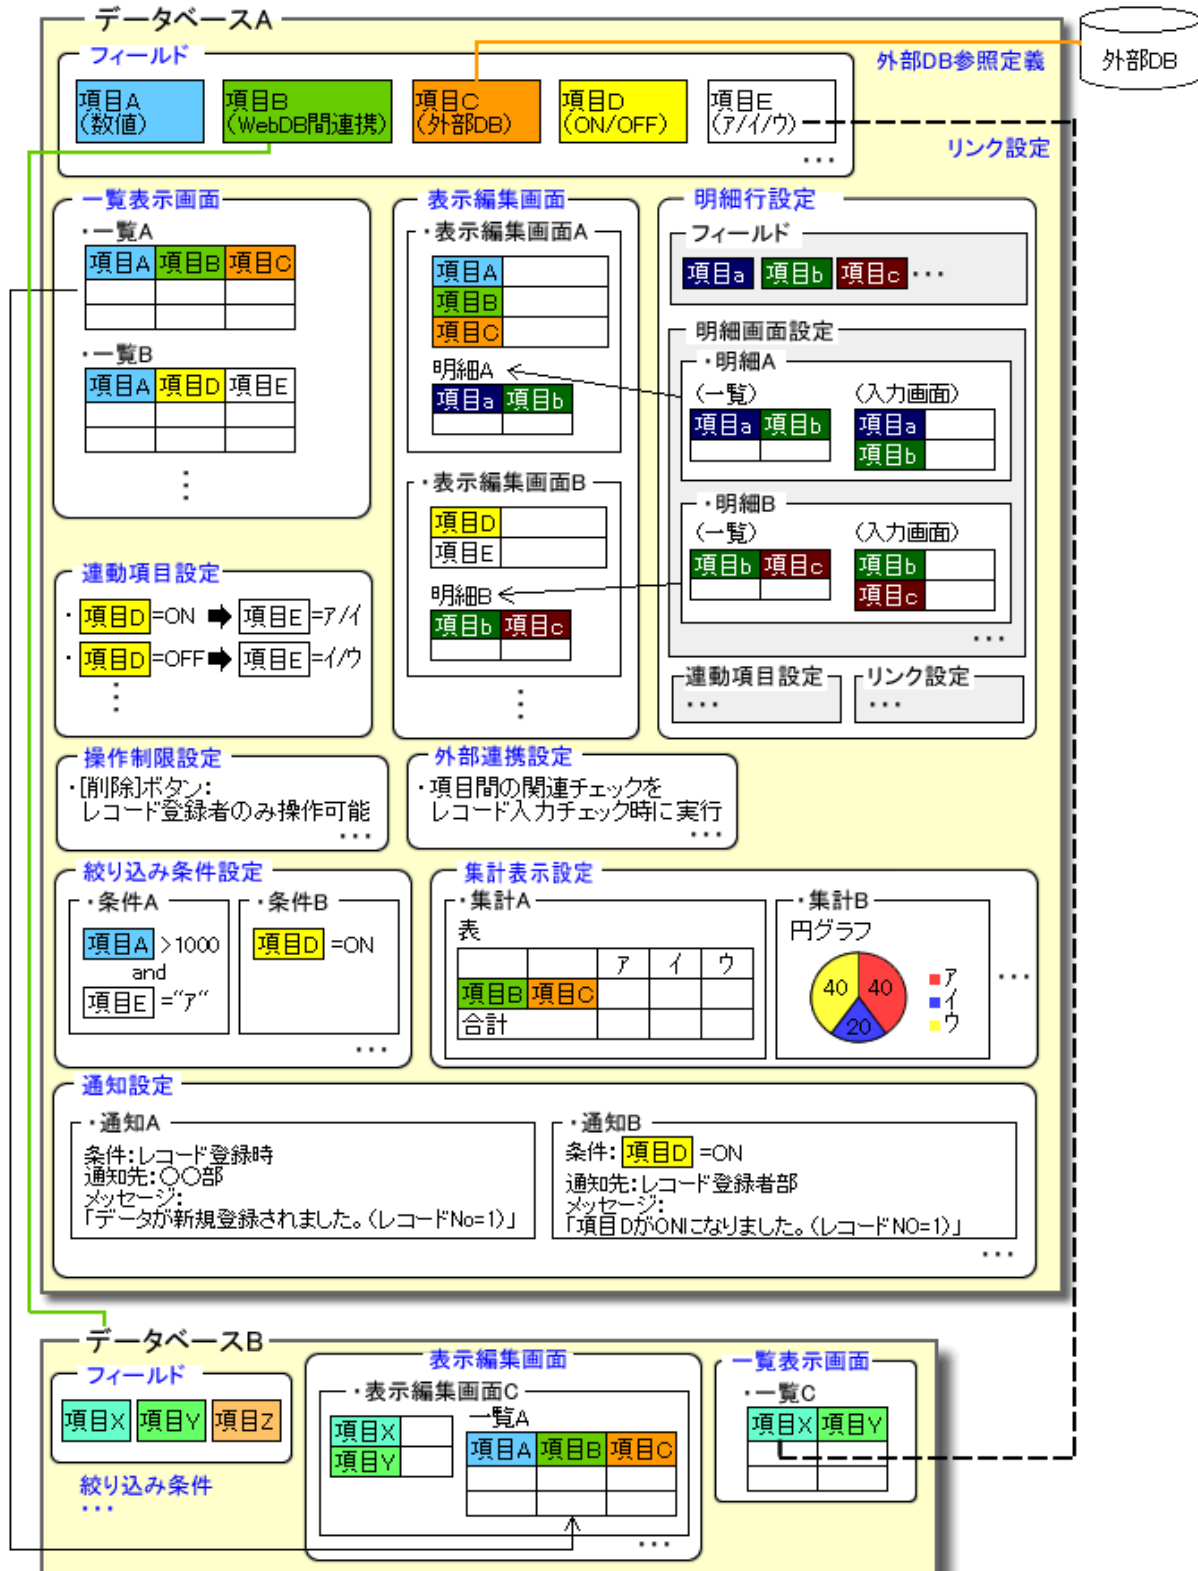 データベースA
フィールド
外部DB参照定義
外部DB
項目A
(数値)
項目B
(WebDB間連携)
項目C
(外部DB)
項目D
(ON/OFF)
項目E
(ア/イ/ウ)
・・・
リンク設定
一覧表示画面
・一覧A
項目A 項目B 項目C
・一覧B
項目A 項目D 項目E
表示編集画面
・表示編集画面A
項目A
項目B
項目C
明細A
項目a 項目b
・表示編集画面B
項目D
項目E
明細B
項目b 項目c
明細行設定
フィールド
項目a 項目b 項目c ・・・
明細画面設定
・明細A
(一覧) (入力画面)
項目a 項目b 項目a
項目b
・明細B
(一覧) (入力画面)
項目b 項目c 項目b
項目c
・・・
連動項目設定
・・・
リンク設定
・・・
連動項目設定
・項目D=ON ➡ 項目E=ア/イ
・項目D=OFF➡ 項目E=イ/ウ
操作制限設定
・[削除]ボタン:
レコード登録者のみ操作可能
・・・
外部連携設定
・項目間の関連チェックを
レコード入力チェック時に実行
・・・
絞り込み条件設定
・条件A
項目A >1000
and
項目E ="ア"
・条件B
項目D =ON
・・・
集計表示設定
・集計A
表
ア イ ウ
項目B 項目C
合計
・集計B
円グラフ
40 40
20
ア
イ
ウ
・・・
通知設定
・通知A
条件:レコード登録時
通知先:〇〇部
メッセージ:
「データが新規登録されました。(レコードNo=1)」
・通知B
条件: 項目D =ON
通知先:レコード登録者部
メッセージ:
「項目DがONになりました。(レコードNO=1)」
・・・
データベースB
フィールド
項目X 項目Y 項目Z
絞り込み条件
・・・
表示編集画面
・表示編集画面C
項目X
項目Y
一覧A
項目A 項目B 項目C
・・・
一覧表示画面
・一覧C
項目X 項目Y